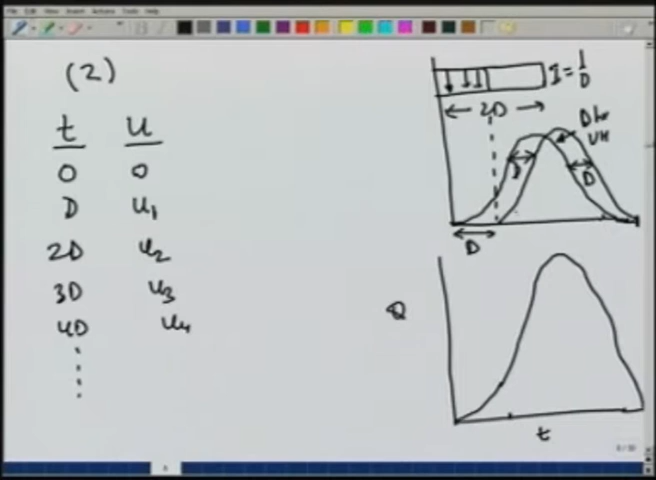 (2)
t u
0 0
D u₁
2D u₂
3D u₃
4D u₄
I = 1/D
2D
D hr
UH
D
D
D
Q
t